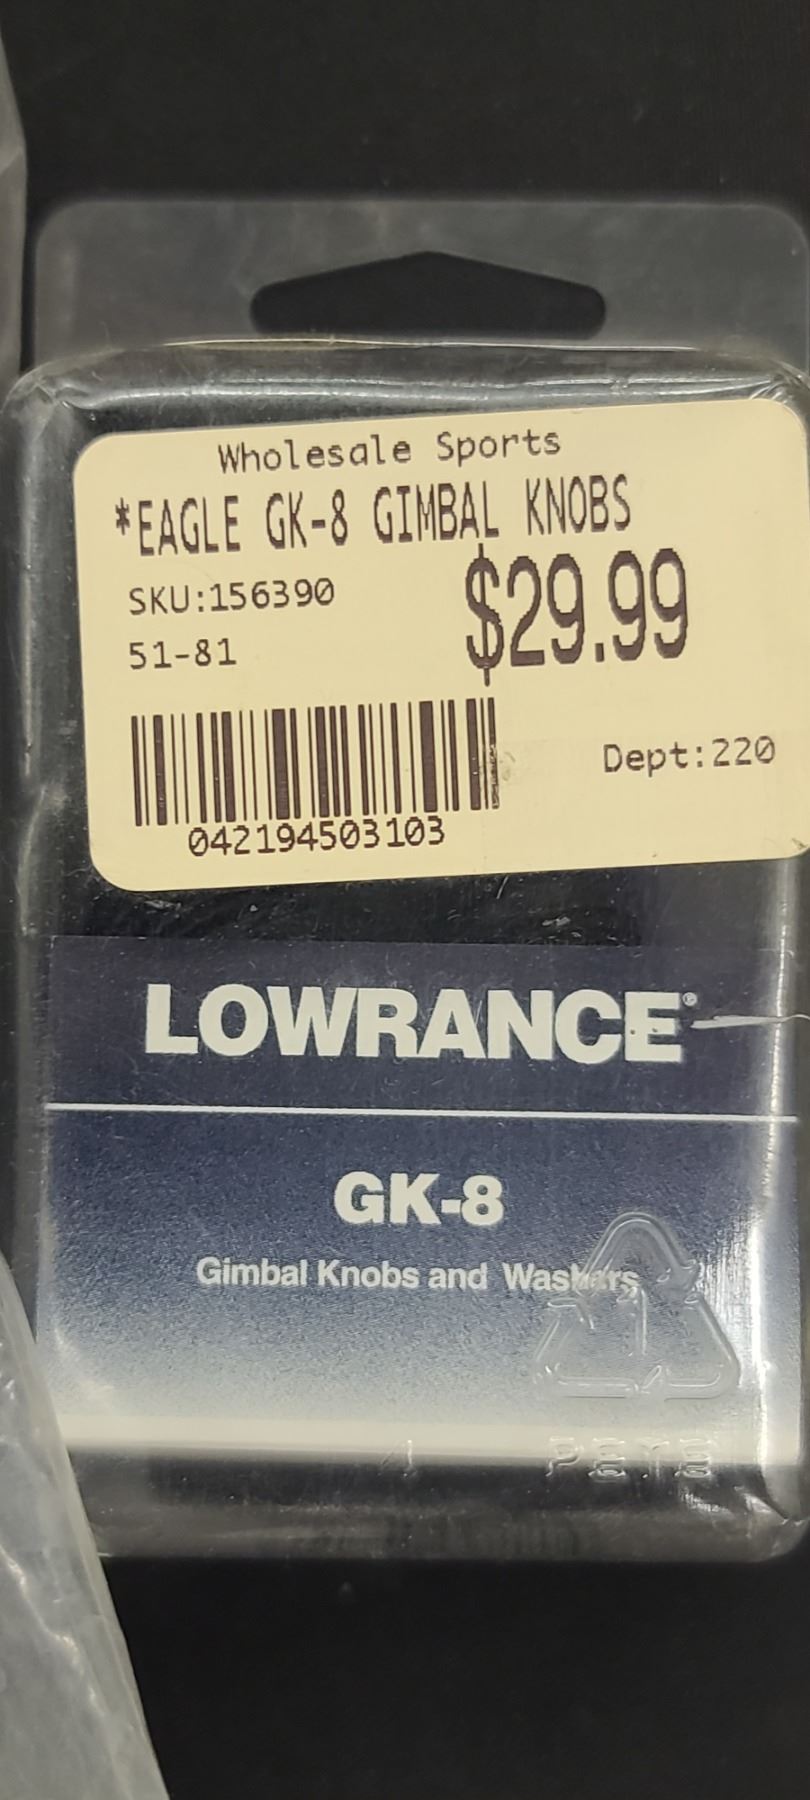 Wholesale Sports
*EAGLE GK-8 GIMBAL KNOBS
SKU:156390
$29.99
51-81
Dept:220
042194503103
LOWRANCE®
GK-8
Gimbal Knobs and Washers
1